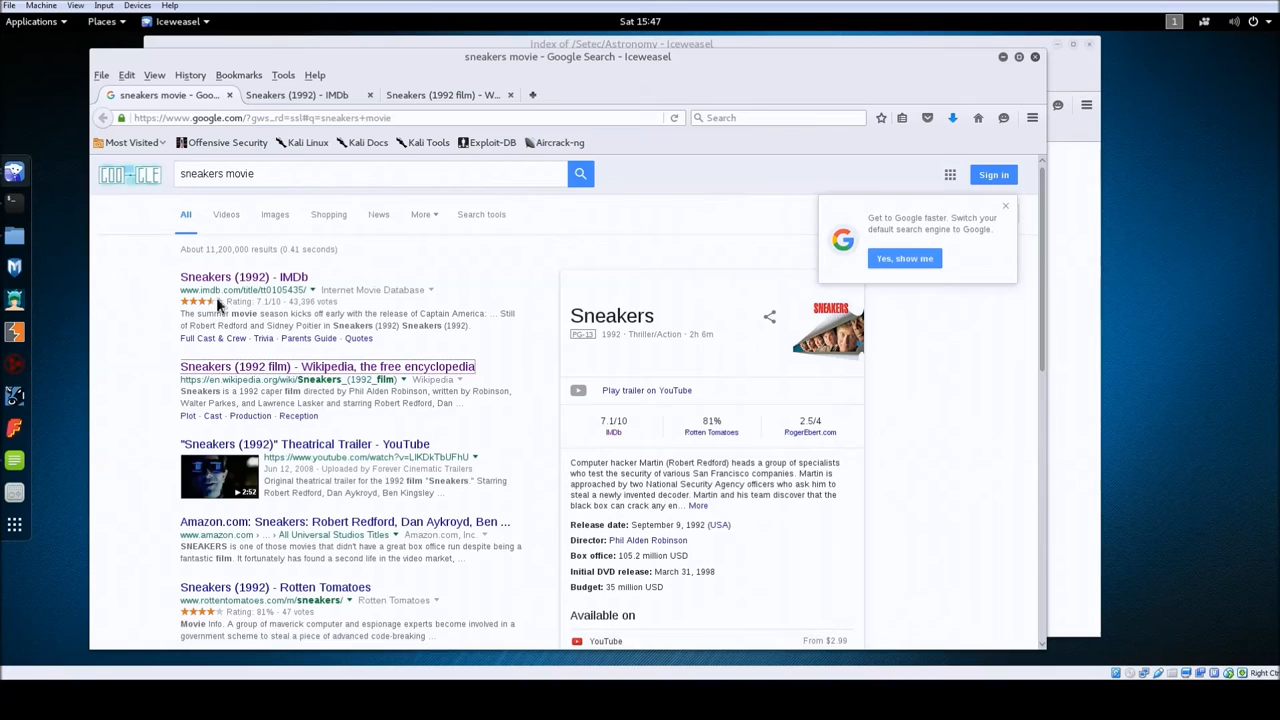 File Machine View Input Devices Help
Applications Places Iceweasel Sat 15:47 1
Index of /Setec/Astronomy - Iceweasel
sneakers movie - Google Search - Iceweasel
File Edit View History Bookmarks Tools Help
sneakers movie - Goo... × Sneakers (1992) - IMDb × Sneakers (1992 film) - W... ×
https://www.google.com/?gws_rd=ssl#q=sneakers+movie Search
Most Visited Offensive Security Kali Linux Kali Docs Kali Tools Exploit-DB Aircrack-ng
sneakers movie Sign in
All Videos Images Shopping News More Search tools
Get to Google faster. Switch your
default search engine to Google.
Yes, show me
About 11,200,000 results (0.41 seconds)
Sneakers (1992) - IMDb
www.imdb.com/title/tt0105435/ Internet Movie Database
Rating: 7.1/10 - 43,396 votes
The summer movie season kicks off early with the release of Captain America: ... Still
of Robert Redford and Sidney Poitier in Sneakers (1992) Sneakers (1992).
Full Cast & Crew - Trivia - Parents Guide - Quotes
Sneakers (1992 film) - Wikipedia, the free encyclopedia
https://en.wikipedia.org/wiki/Sneakers_(1992_film) Wikipedia
Sneakers is a 1992 caper film directed by Phil Alden Robinson, written by Robinson,
Walter Parkes, and Lawrence Lasker and starring Robert Redford, Dan ...
Plot - Cast - Production - Reception
"Sneakers (1992)" Theatrical Trailer - YouTube
https://www.youtube.com/watch?v=LIKDkTbUFhU
Jun 12, 2008 - Uploaded by Forever Cinematic Trailers
Original theatrical trailer for the 1992 film "Sneakers." Starring
Robert Redford, Dan Aykroyd, Ben Kingsley ...
2:52
Amazon.com: Sneakers: Robert Redford, Dan Aykroyd, Ben ...
www.amazon.com › ... › All Universal Studios Titles Amazon.com, Inc.
SNEAKERS is one of those movies that didn't have a great box office run despite being a
fantastic film. It fortunately has found a second life in the video market, ...
Sneakers (1992) - Rotten Tomatoes
www.rottentomatoes.com/m/sneakers/ Rotten Tomatoes
Rating: 81% - 47 votes
Movie Info. A group of maverick computer and espionage experts become involved in a
government scheme to steal a piece of advanced code-breaking ...
Sneakers
PG-13 1992 · Thriller/Action · 2h 6m
SNEAKERS
Play trailer on YouTube
7.1/10 81% 2.5/4
IMDb Rotten Tomatoes RogerEbert.com
Computer hacker Martin (Robert Redford) heads a group of specialists
who test the security of various San Francisco companies. Martin is
approached by two National Security Agency officers who ask him to
steal a newly invented decoder. Martin and his team discover that the
black box can crack any en... More
Release date: September 9, 1992 (USA)
Director: Phil Alden Robinson
Box office: 105.2 million USD
Initial DVD release: March 31, 1998
Budget: 35 million USD
Available on
YouTube From $2.99
Right Ctrl